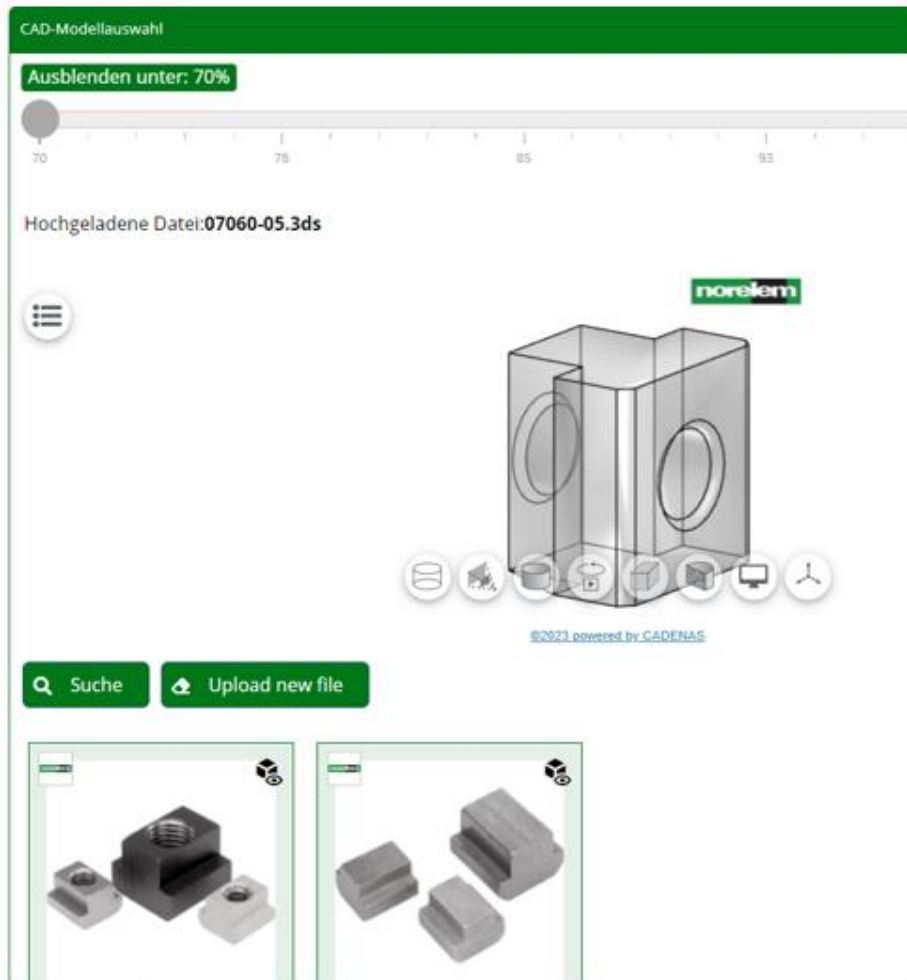 CAD-Modellauswahl
Ausblenden unter: 70%
70 78 85 93
Hochgeladene Datei:07060-05.3ds
norelem
©2023 powered by CADENAS
Suche
Upload new file